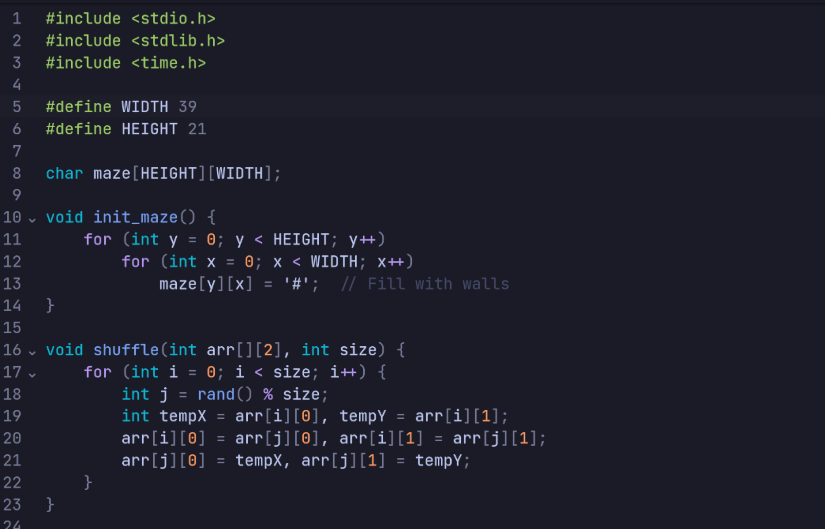 1 #include <stdio.h>
2 #include <stdlib.h>
3 #include <time.h>
4
5 #define WIDTH 39
6 #define HEIGHT 21
7
8 char maze[HEIGHT][WIDTH];
9
10 void init_maze() {
11     for (int y = 0; y < HEIGHT; y++)
12         for (int x = 0; x < WIDTH; x++)
13             maze[y][x] = '#';  // Fill with walls
14 }
15
16 void shuffle(int arr[][2], int size) {
17     for (int i = 0; i < size; i++) {
18         int j = rand() % size;
19         int tempX = arr[i][0], tempY = arr[i][1];
20         arr[i][0] = arr[j][0], arr[i][1] = arr[j][1];
21         arr[j][0] = tempX, arr[j][1] = tempY;
22     }
23 }
24